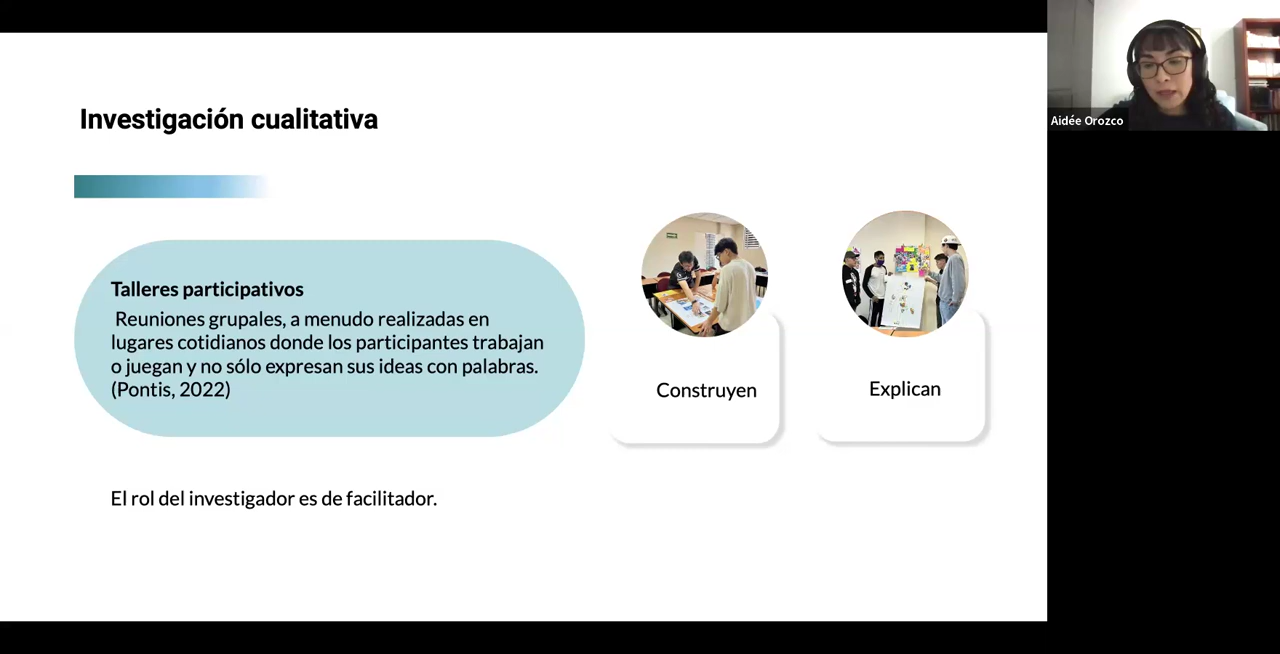 Investigación cualitativa
Talleres participativos
Reuniones grupales, a menudo realizadas en
lugares cotidianos donde los participantes trabajan
o juegan y no sólo expresan sus ideas con palabras.
(Pontis, 2022)
El rol del investigador es de facilitador.
Construyen
Explican
Aidée Orozco